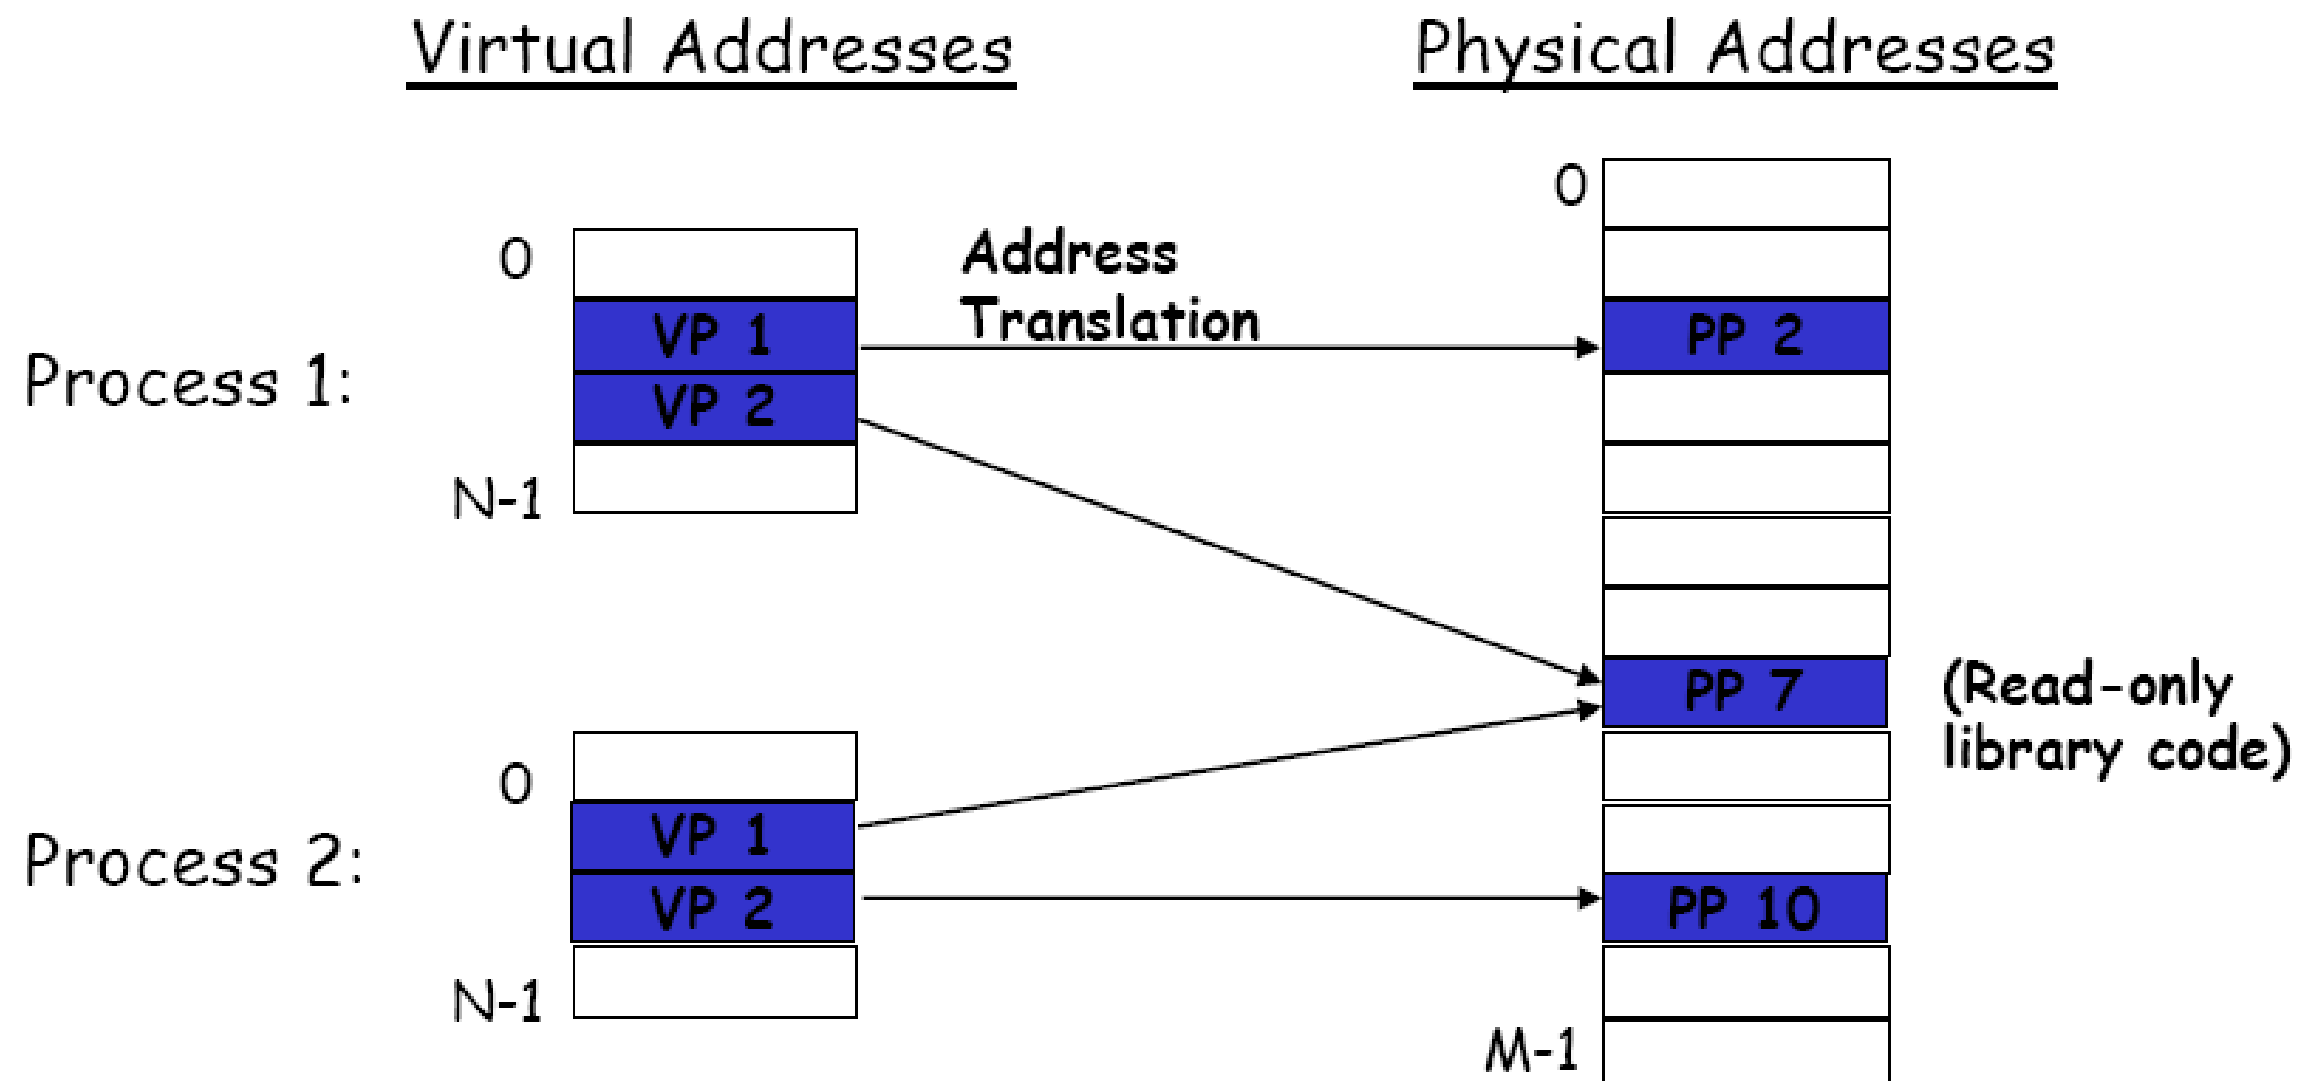 Virtual Addresses
Physical Addresses
0
0
Address
Translation
VP 1
PP 2
Process 1:
VP 2
N-1
PP 7
(Read-only
library code)
0
VP 1
Process 2:
VP 2
PP 10
N-1
M-1